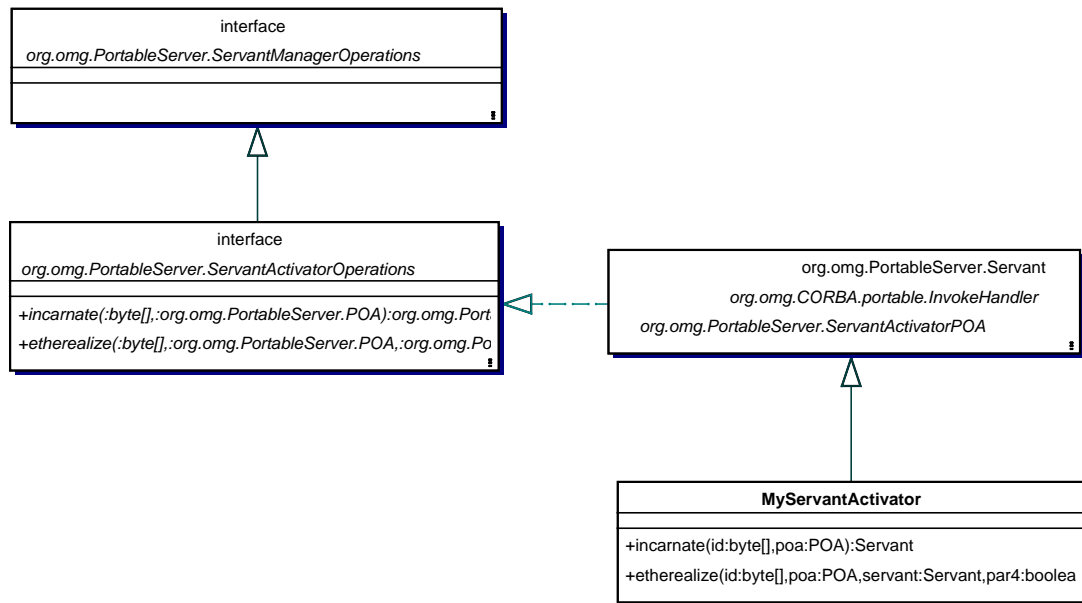 interface
org.omg.PortableServer.ServantManagerOperations
interface
org.omg.PortableServer.ServantActivatorOperations
+incarnate(:byte[],:org.omg.PortableServer.POA):org.omg.Porta
+etherealize(:byte[],:org.omg.PortableServer.POA,:org.omg.Po
org.omg.PortableServer.Servant
org.omg.CORBA.portable.InvokeHandler
org.omg.PortableServer.ServantActivatorPOA
MyServantActivator
+incarnate(id:byte[],poa:POA):Servant
+etherealize(id:byte[],poa:POA,servant:Servant,par4:boolea